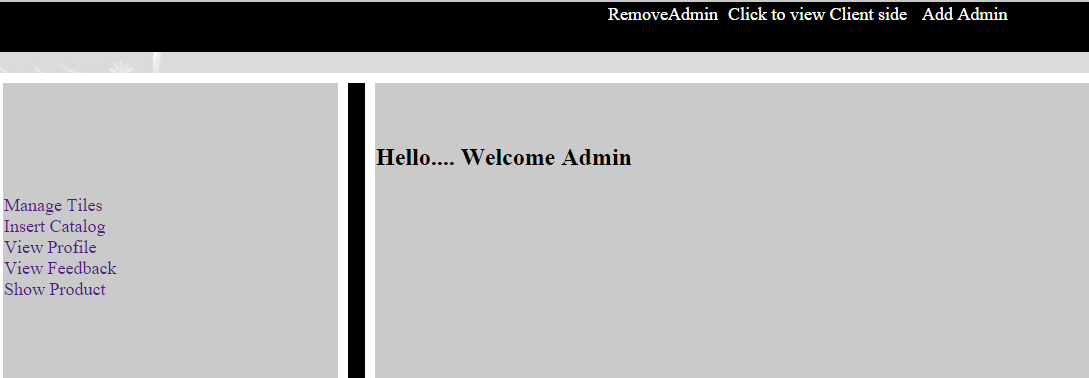 RemoveAdmin Click to view Client side Add Admin
Hello.... Welcome Admin
Manage Tiles
Insert Catalog
View Profile
View Feedback
Show Product